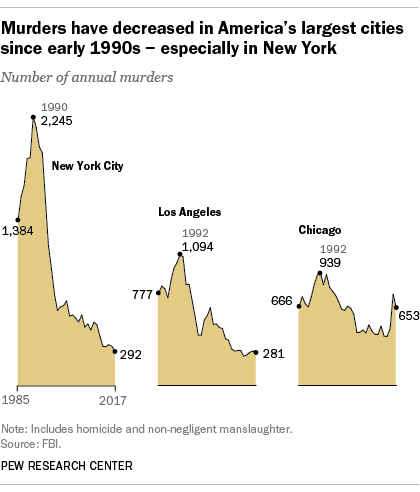 Murders have decreased in America's largest cities
since early 1990s – especially in New York
Number of annual murders
1990
2,245
New York City
1,384
292
1985
2017
Los Angeles
1992
1,094
777
281
Chicago
1992
939
666
653
Note: Includes homicide and non-negligent manslaughter.
Source: FBI.
PEW RESEARCH CENTER